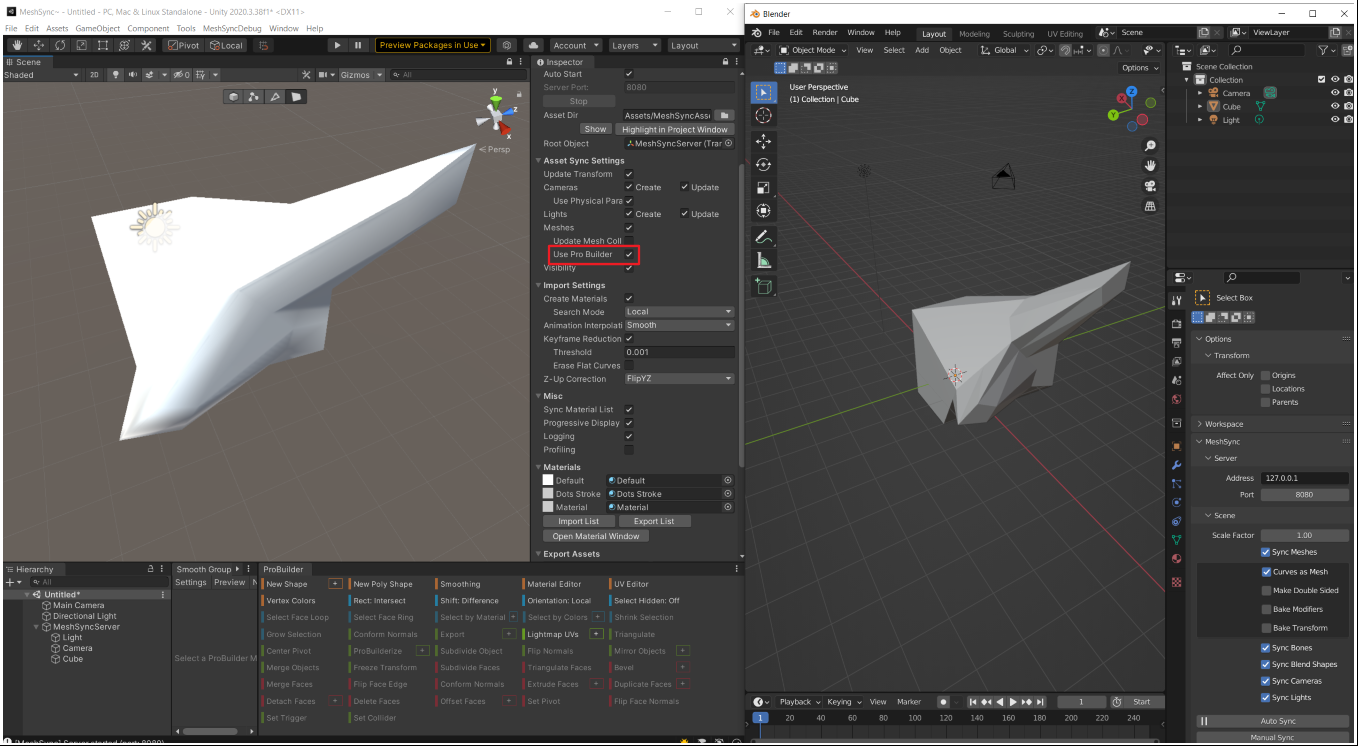 MeshSync~ - Untitled - PC, Mac & Linux Standalone - Unity 2020.3.38f1* <DX11>
File Edit Assets GameObject Component Tools MeshSyncDebug Window Help
Pivot Local Preview Packages in Use Account Layers Layout
Scene
Shaded 2D 0 Gizmos All
y
z
x
Persp
Inspector
Auto Start
Server Port: 8080
Stop
Asset Dir Assets/MeshSyncAss
Show Highlight in Project Window
Root Object MeshSyncServer (Trar
Asset Sync Settings
Update Transform
Cameras Create Update
Use Physical Para
Lights Create Update
Meshes
Update Mesh Coll
Use Pro Builder
Visibility
Import Settings
Create Materials
Search Mode Local
Animation Interpolati Smooth
Keyframe Reduction
Threshold 0.001
Erase Flat Curves
Z-Up Correction FlipYZ
Misc
Sync Material List
Progressive Display
Logging
Profiling
Materials
Default Default
Dots Stroke Dots Stroke
Material Material
Import List Export List
Open Material Window
Export Assets
Hierarchy
All
Untitled*
Main Camera
Directional Light
MeshSyncServer
Light
Camera
Cube
Smooth Group
Settings Preview N
Select a ProBuilder M
ProBuilder
New Shape + New Poly Shape Smoothing Material Editor UV Editor
Vertex Colors Rect: Intersect Shift: Difference Orientation: Local Select Hidden: Off
Select Face Loop Select Face Ring Select by Material + Select by Colors + Shrink Selection
Grow Selection Conform Normals Export + Lightmap UVs + Triangulate
Center Pivot ProBuilderize + Subdivide Object Flip Normals Mirror Objects +
Merge Objects Freeze Transform Subdivide Faces Triangulate Faces Bevel +
Merge Faces Flip Face Edge Conform Normals Extrude Faces + Duplicate Faces +
Detach Faces + Delete Faces Offset Faces + Set Pivot Flip Face Normals
Set Trigger Set Collider
[MeshSync] Server started (port: 8080)
Blender
File Edit Render Window Help Layout Modeling Sculpting UV Editing Scene ViewLayer
Object Mode View Select Add Object Global
Options
User Perspective
(1) Collection | Cube
Z
X
Y
Scene Collection
Collection
Camera
Cube
Light
Select Box
Options
Transform
Affect Only Origins
Locations
Parents
Workspace
MeshSync
Server
Address 127.0.0.1
Port 8080
Scene
Scale Factor 1.00
Sync Meshes
Curves as Mesh
Make Double Sided
Bake Modifiers
Bake Transform
Sync Bones
Sync Blend Shapes
Sync Cameras
Sync Lights
Auto Sync
Manual Sync
Playback Keying View Marker 1 Start
1 20 40 60 80 100 120 140 160 180 200 220 240